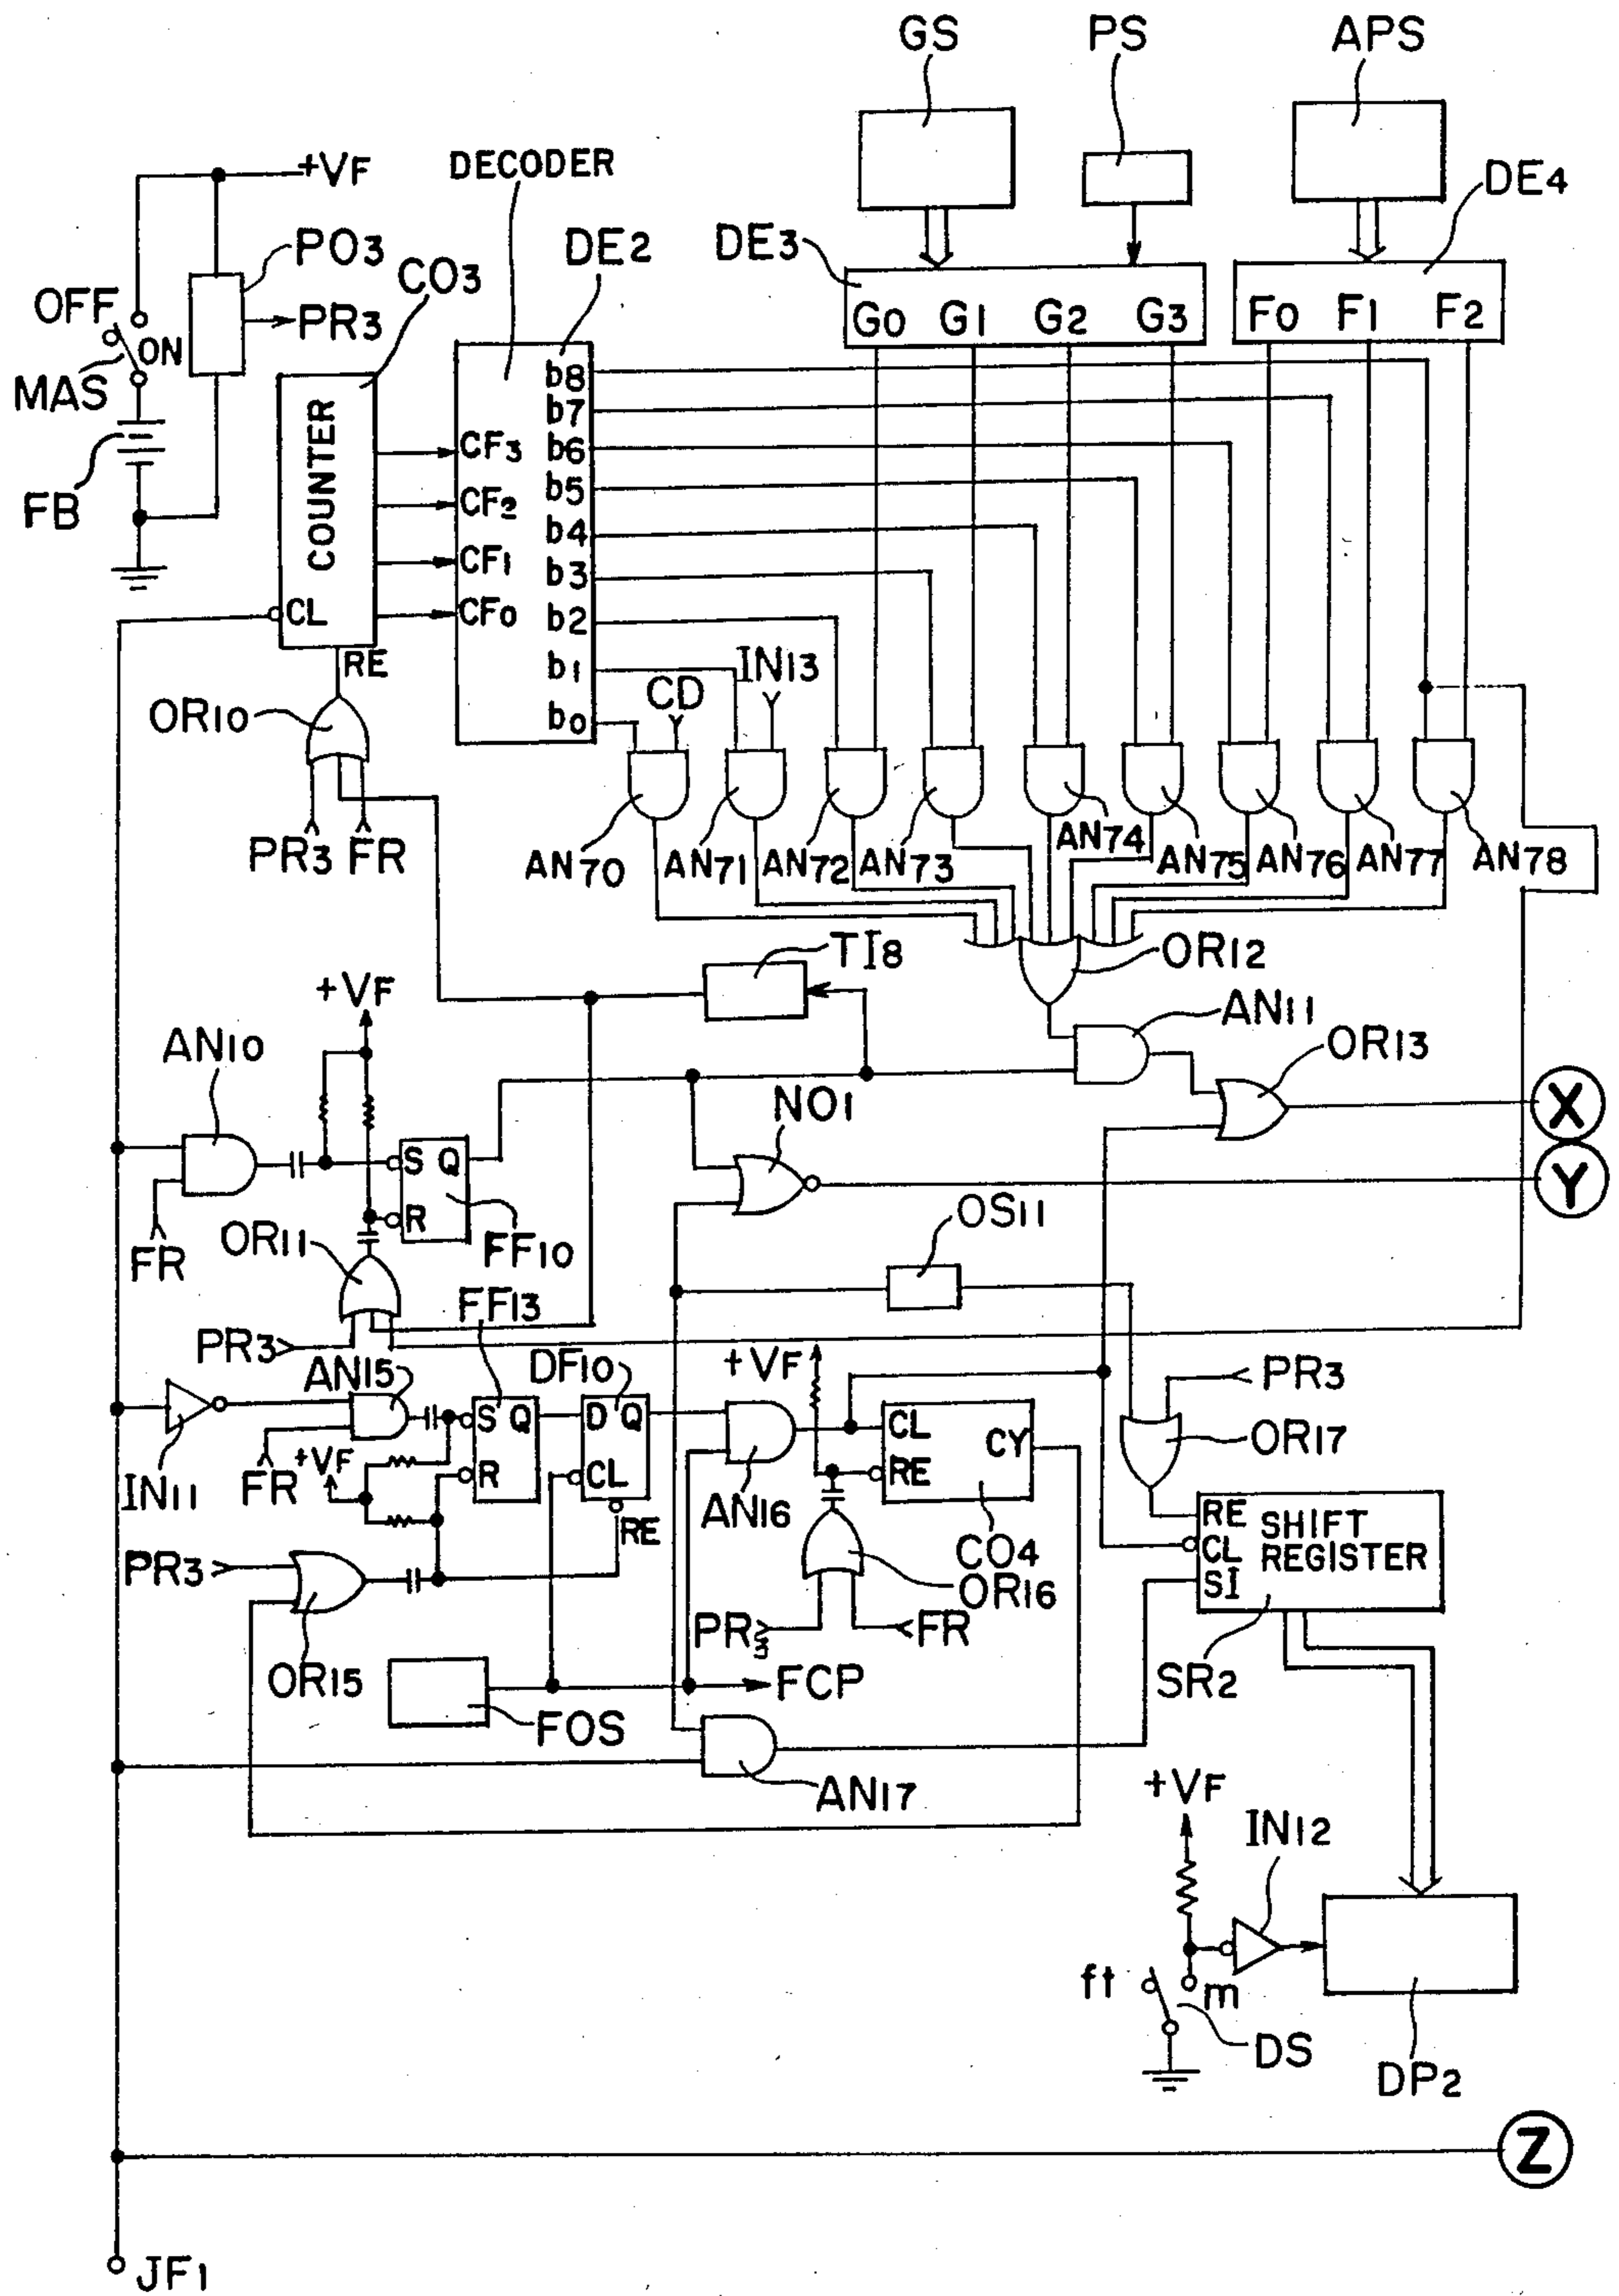 GS PS APS
+VF DECODER DE4
PO3 CO3 DE2 DE3
OFF ON PR3 G0 G1 G2 G3 F0 F1 F2
MAS b8
b7
COUNTER CF3 b6
FB CF2 b5
b4
CF1 b3
CL CF0 b2
RE b1 IN13
OR10 CD
b0
PR3 FR AN70 AN71 AN72 AN73 AN74 AN75 AN76 AN77 AN78
TI8 OR12
+VF AN11
AN10 OR13
NO1 X
S Q Y
R OS11
FR OR11 FF10
FF13
PR3 DF10
AN15 +VF PR3
S Q D Q CL CY OR17
+VF R CL RE
IN11 FR AN16 RE SHIFT REGISTER
RE CO4 CL
PR3 OR16 SI
PR3 FR
OR15 FCP SR2
FOS
AN17
+VF
IN12
ft m
DS DP2
Z
JF1